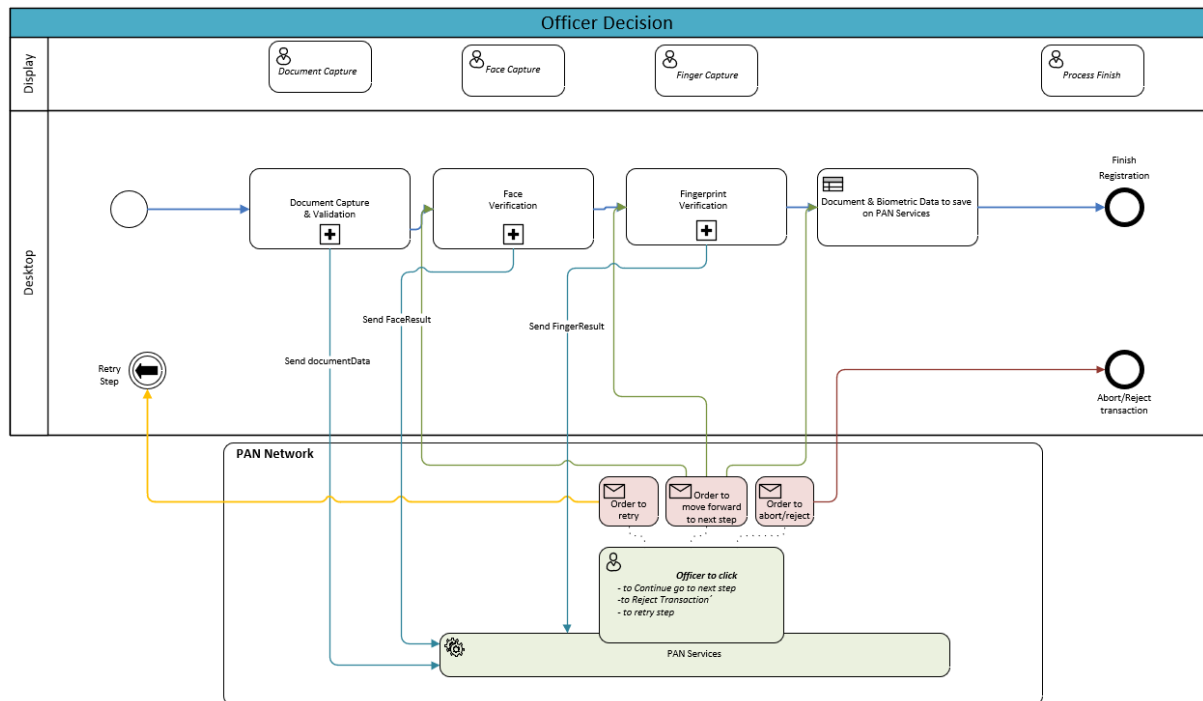 Officer Decision
Display
Document Capture
Face Capture
Finger Capture
Process Finish
Desktop
Document Capture
& Validation
Face
Verification
Fingerprint
Verification
Document & Biometric Data to save
on PAN Services
Finish
Registration
Send FaceResult
Send FingerResult
Send documentData
Retry
Step
Abort/Reject
transaction
PAN Network
Order to
retry
Order to
move forward
to next step
Order to
abort/reject
Officer to click
- to Continue go to next step
-to Reject Transaction´
- to retry step
PAN Services